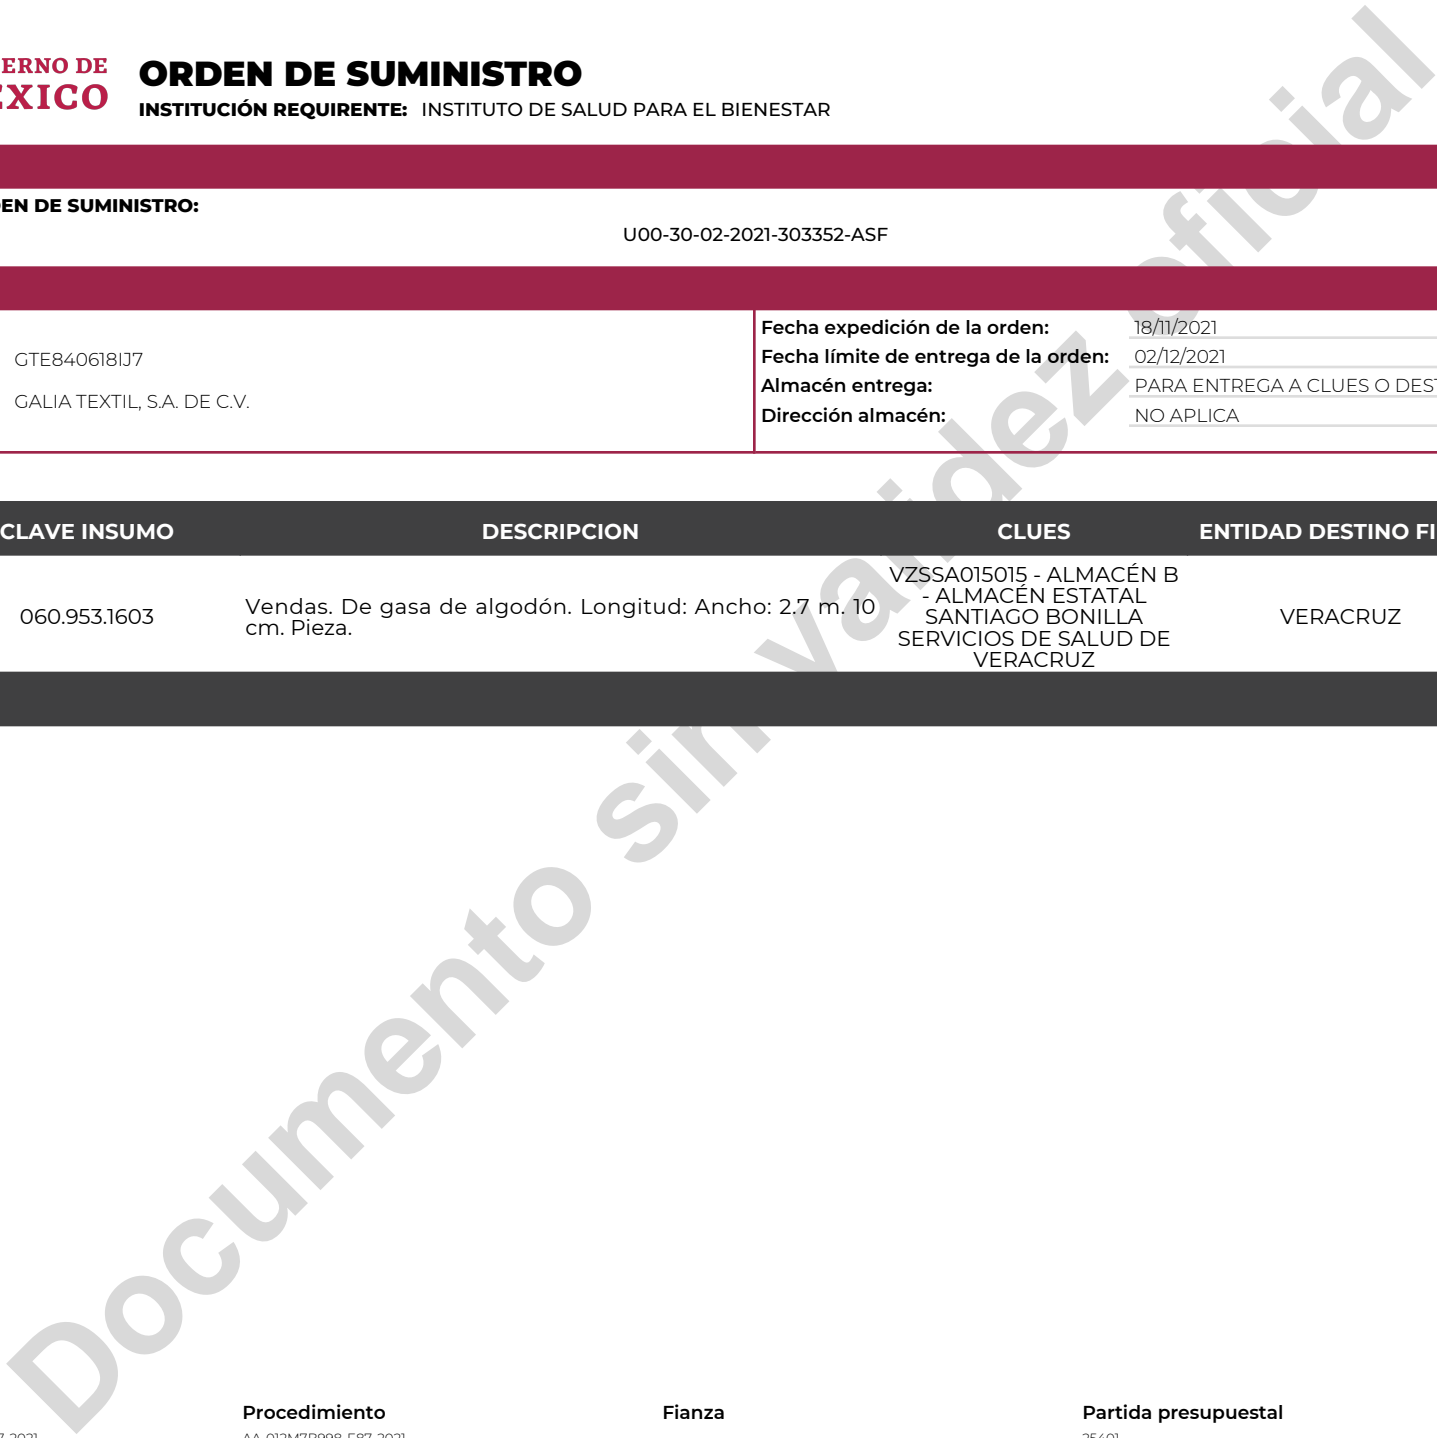 ERNO DE
EXICO
ORDEN DE SUMINISTRO
INSTITUCIÓN REQUIRENTE: INSTITUTO DE SALUD PARA EL BIENESTAR
EN DE SUMINISTRO:
U00-30-02-2021-303352-ASF
GTE840618IJ7
GALIA TEXTIL, S.A. DE C.V.
Fecha expedición de la orden: 18/11/2021
Fecha límite de entrega de la orden: 02/12/2021
Almacén entrega: PARA ENTREGA A CLUES O DEST
Dirección almacén: NO APLICA
CLAVE INSUMO DESCRIPCION CLUES ENTIDAD DESTINO FI
060.953.1603
Vendas. De gasa de algodón. Longitud: Ancho: 2.7 m. 10
cm. Pieza.
VZSSA015015 - ALMACÉN B
- ALMACÉN ESTATAL
SANTIAGO BONILLA
SERVICIOS DE SALUD DE
VERACRUZ
VERACRUZ
Documento sin validez oficial
Procedimiento Fianza Partida presupuestal